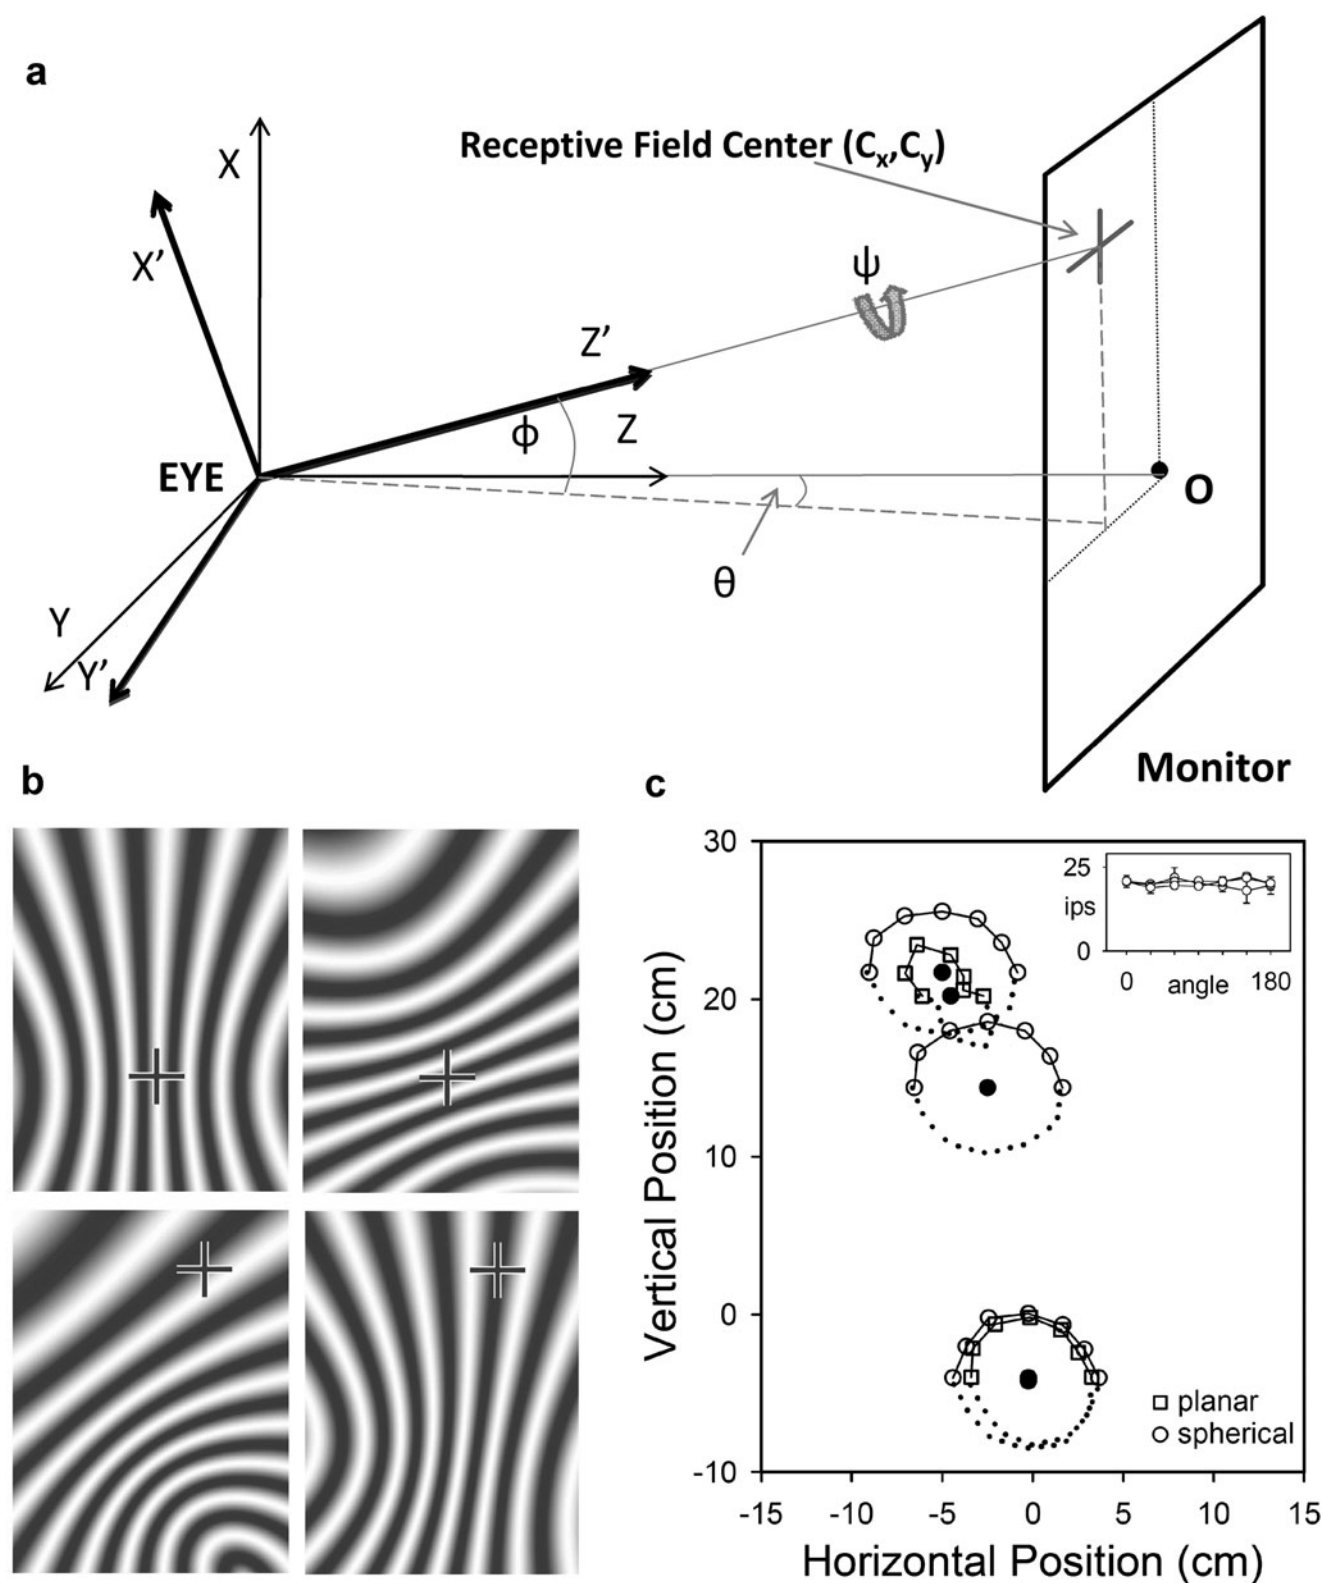 a
X
Receptive Field Center (Cx,Cy)
X'
ψ
Z'
ϕ
Z
EYE
O
θ
Y
Y'
Monitor
b
c
30
25
ips
0
0
angle
180
20
10
0
-10
Vertical Position (cm)
planar
spherical
-15
-10
-5
0
5
10
15
Horizontal Position (cm)